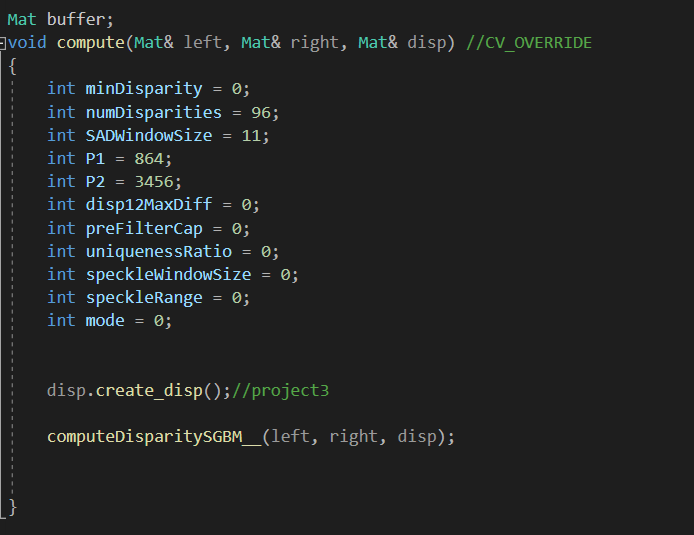 Mat buffer;
void compute(Mat& left, Mat& right, Mat& disp) //CV_OVERRIDE
{
    int minDisparity = 0;
    int numDisparities = 96;
    int SADWindowSize = 11;
    int P1 = 864;
    int P2 = 3456;
    int disp12MaxDiff = 0;
    int preFilterCap = 0;
    int uniquenessRatio = 0;
    int speckleWindowSize = 0;
    int speckleRange = 0;
    int mode = 0;
    disp.create_disp();//project3
    computeDisparitySGBM__(left, right, disp);
}